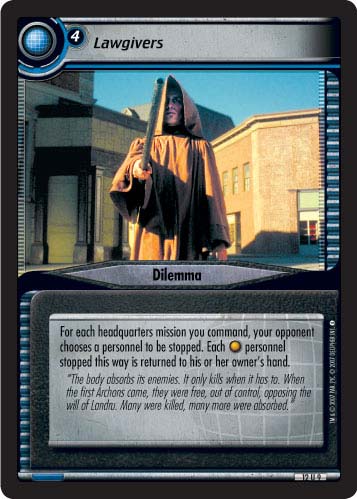 4
Lawgivers
Dilemma
For each headquarters mission you command, your opponent
chooses a personnel to be stopped. Each personnel
stopped this way is returned to his or her owner's hand.
"The body absorbs its enemies. It only kills when it has to. When
the first Archons came, they were free, out of control, opposing the
will of Landru. Many were killed, many more were absorbed."
12 U 9